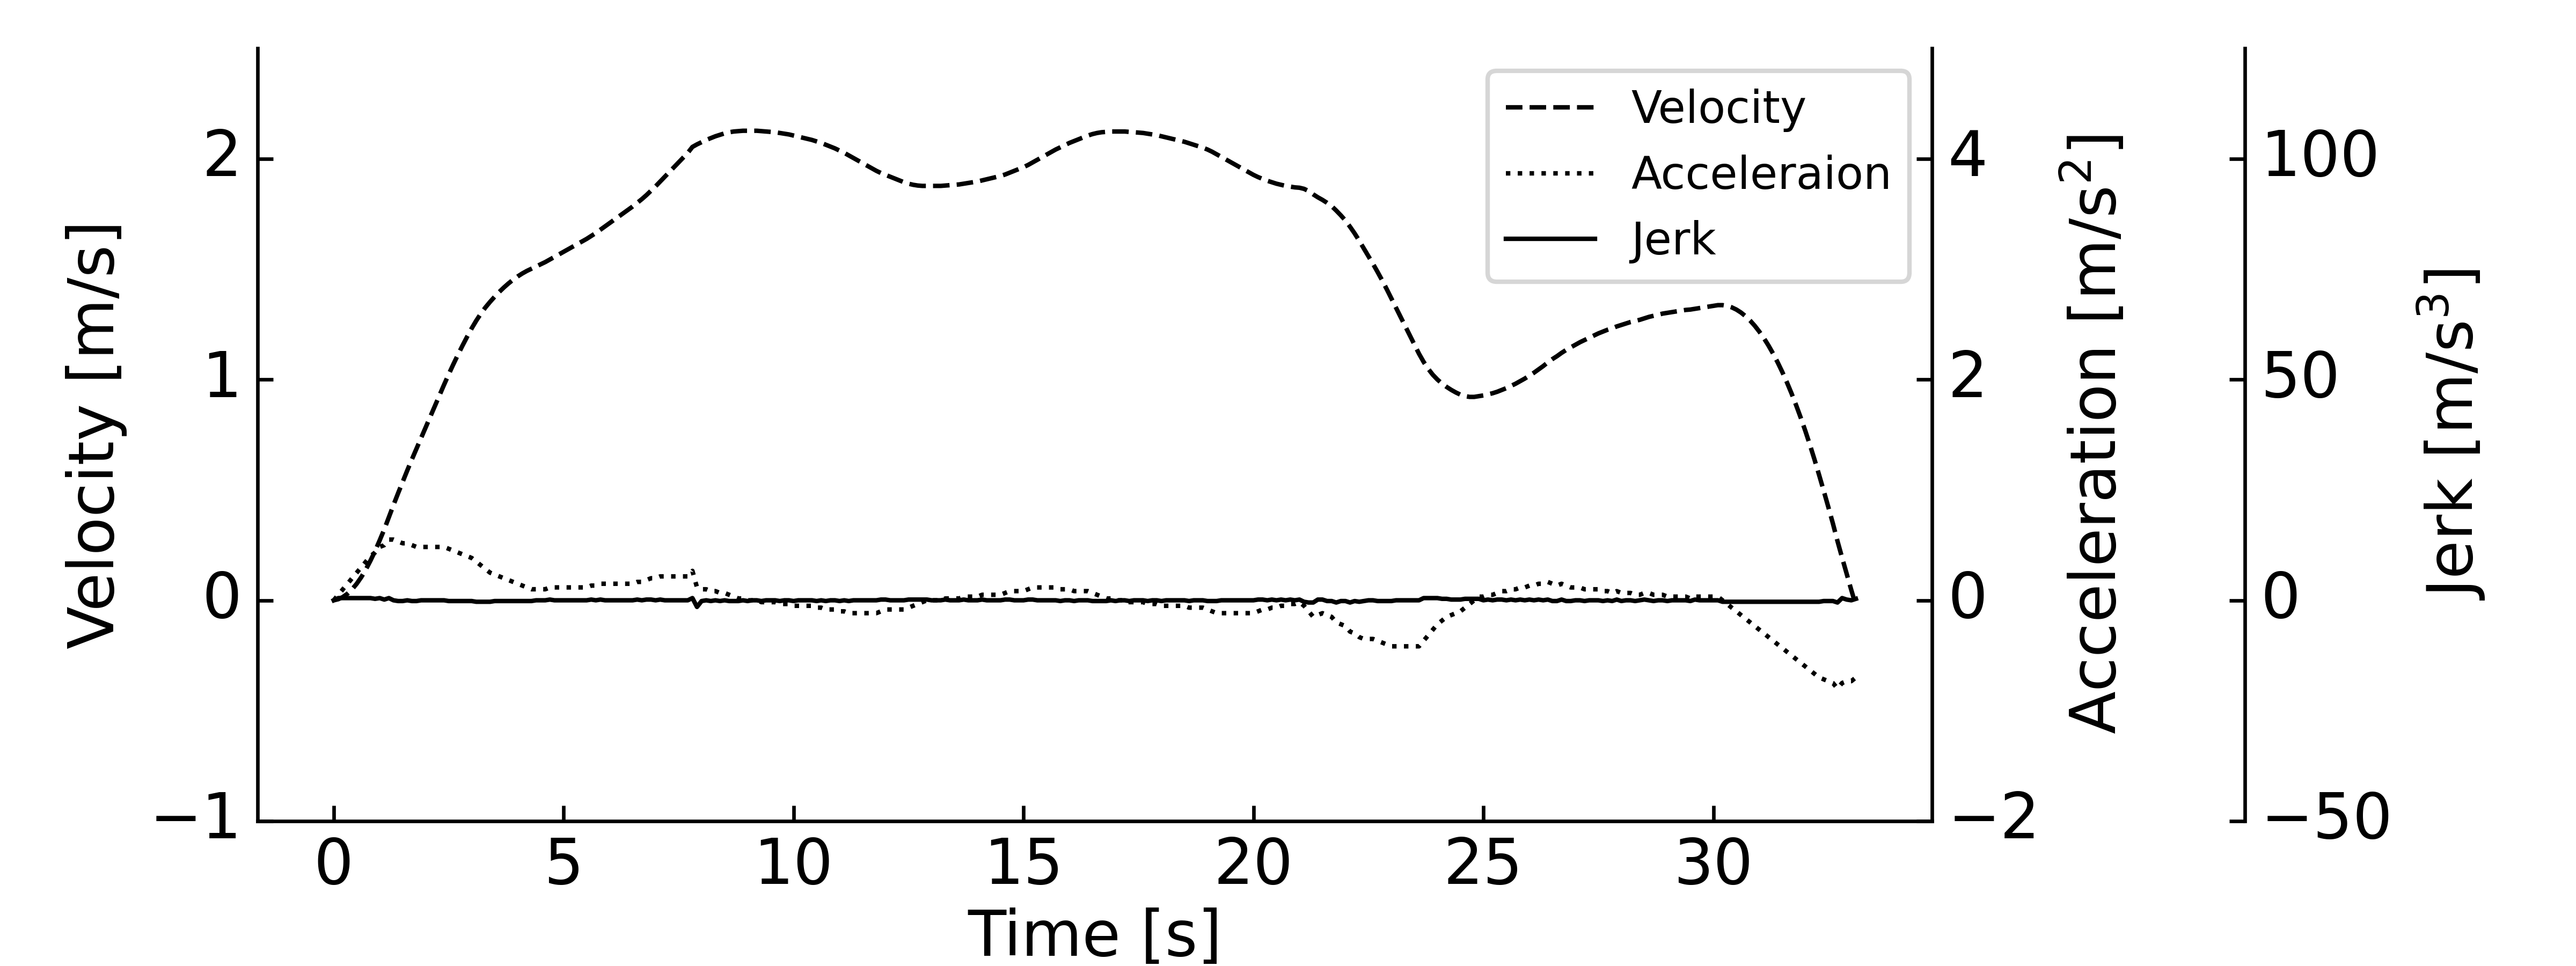 Velocity [m/s]
2
1
0
−1
0 5 10 15 20 25 30
Time [s]
Velocity
Acceleraion
Jerk
4
2
0
−2
Acceleration [m/s²]
100
50
0
−50
Jerk [m/s³]